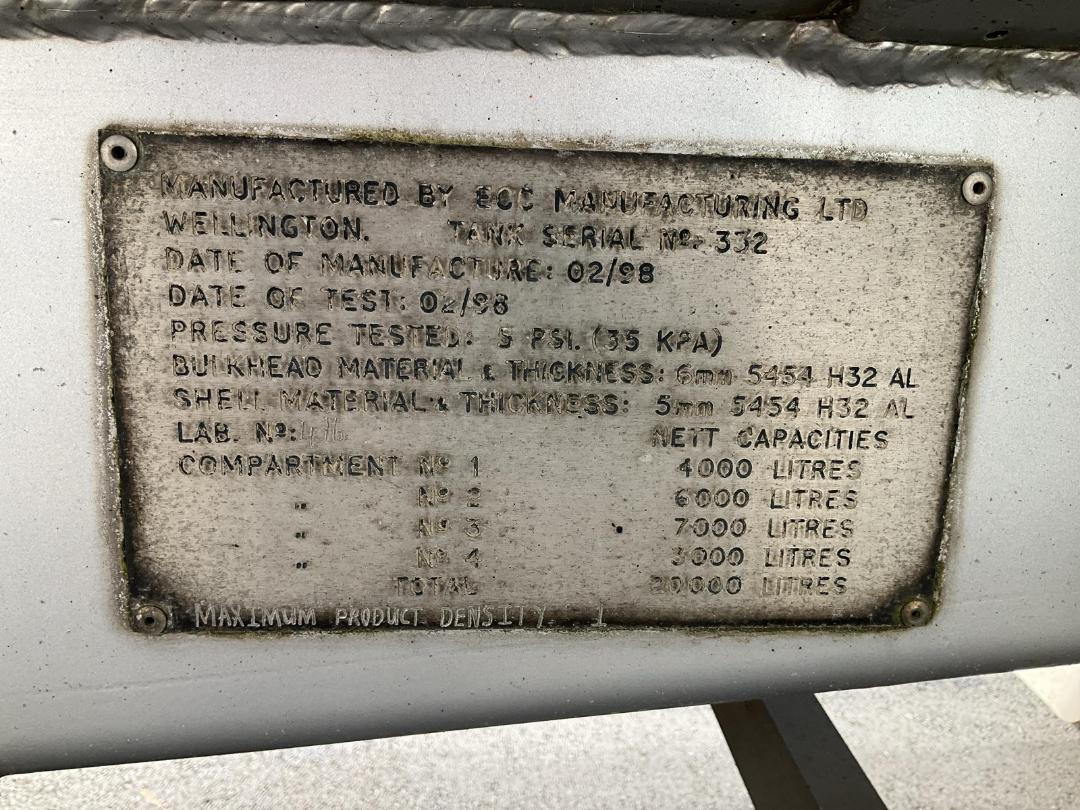 MANUFACTURED BY ECC MANUFACTURING LTD
WELLINGTON. TANK SERIAL Nº. 332
DATE OF MANUFACTURE: 02/98
DATE OF TEST: 02/98
PRESSURE TESTED: 5 PSI. (35 KPA)
BULKHEAD MATERIAL & THICKNESS: 6mm 5454 H32 AL
SHELL MATERIAL & THICKNESS: 5mm 5454 H32 AL
LAB. Nº:
NETT CAPACITIES
COMPARTMENT Nº 1 4000 LITRES
" Nº 2 6000 LITRES
" Nº 3 7000 LITRES
" Nº 4 3000 LITRES
TOTAL 20000 LITRES
MAXIMUM PRODUCT DENSITY 1